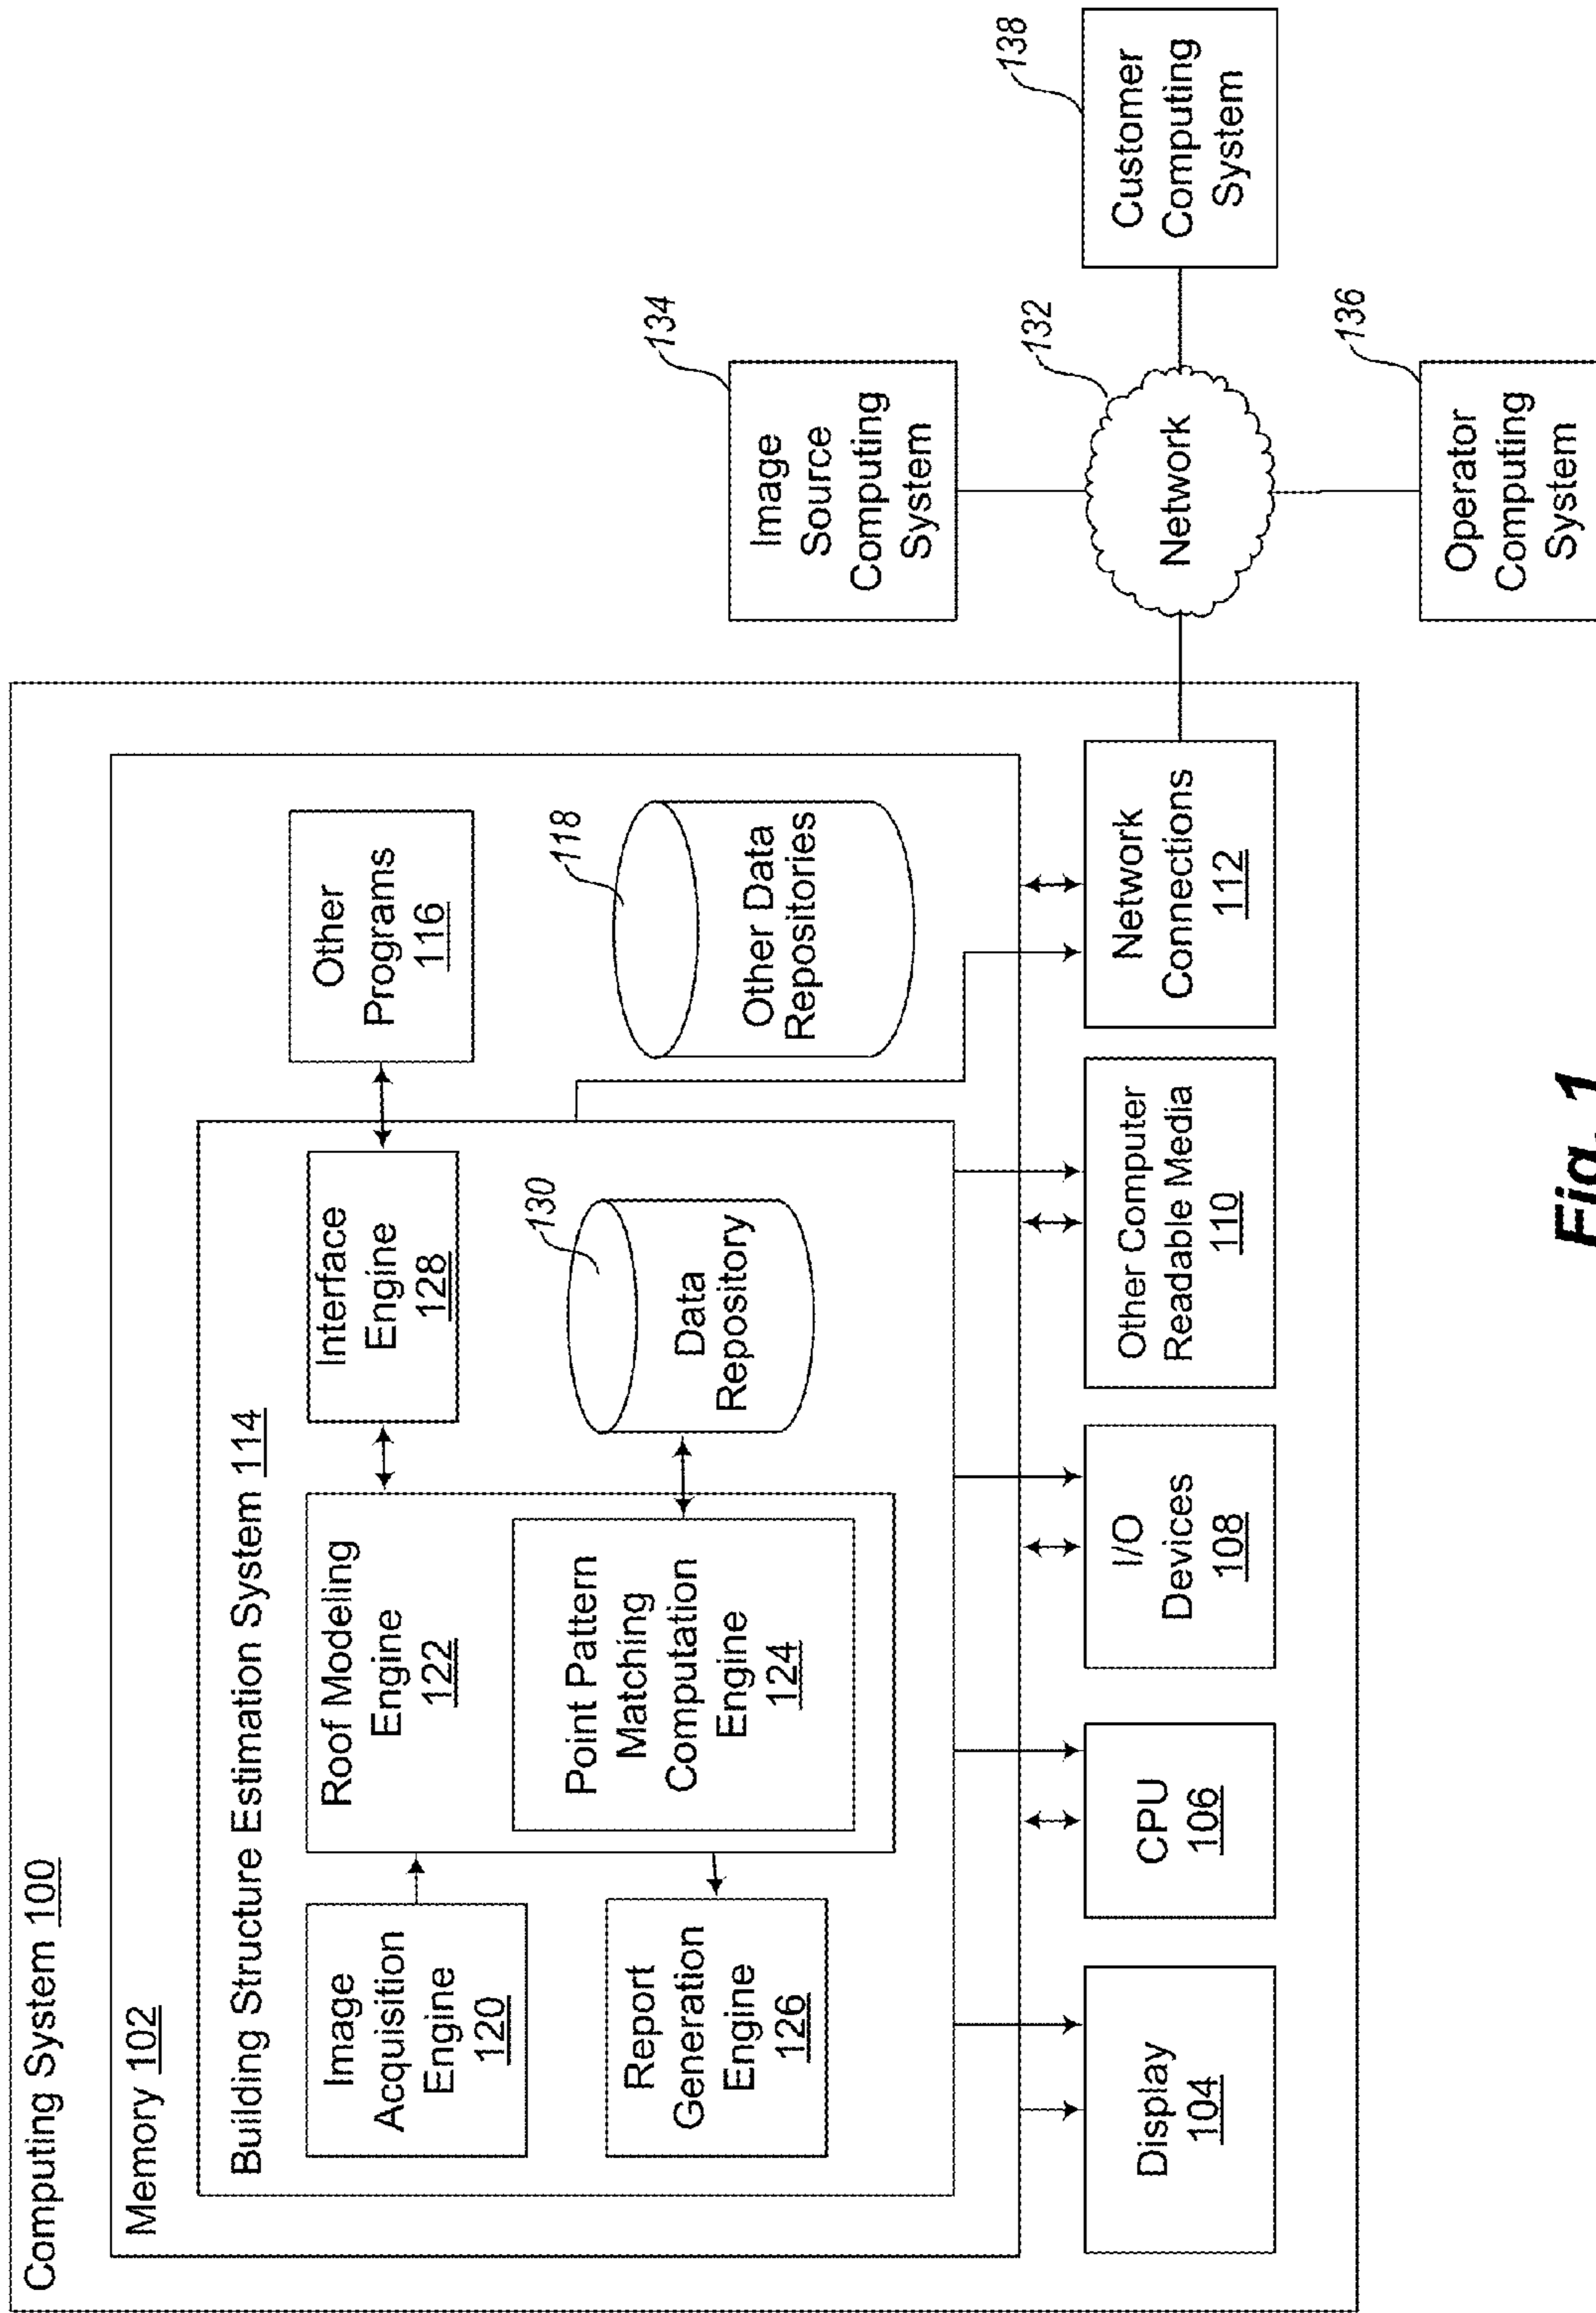 Computing System 100
Memory 102
Building Structure Estimation System 114
Image
Acquisition
Engine
120
Roof Modeling
Engine
122
Point Pattern
Matching
Computation
Engine
124
Report
Generation
Engine
126
Interface
Engine
128
130
Data
Repository
Other
Programs
116
118
Other Data
Repositories
Display
104
CPU
106
I/O
Devices
108
Other Computer
Readable Media
110
Network
Connections
112
134
Image
Source
Computing
System
132
Network
138
Customer
Computing
System
136
Operator
Computing
System
Fig. 1